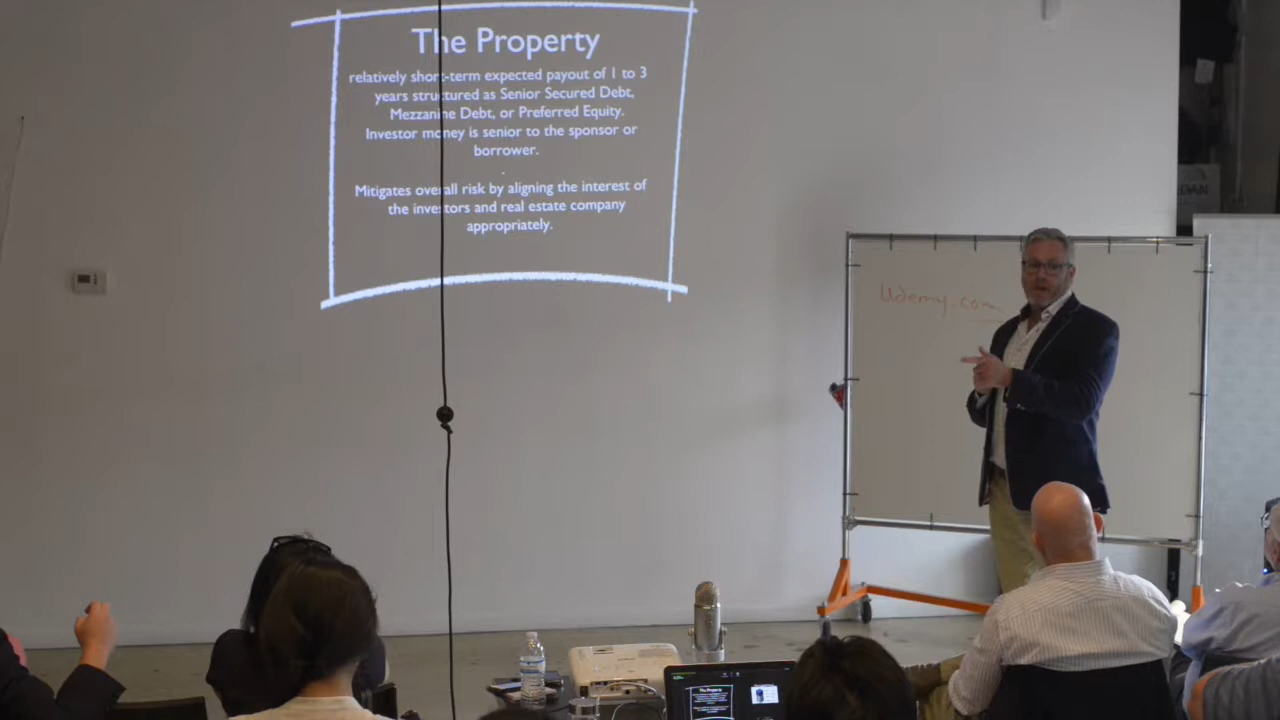 The Property
relatively short-term expected payout of 1 to 3
years structured as Senior Secured Debt,
Mezzanine Debt, or Preferred Equity.
Investor money is senior to the sponsor or
borrower.
.
Mitigates overall risk by aligning the interest of
the investors and real estate company
appropriately.
Udemy.com
The Property